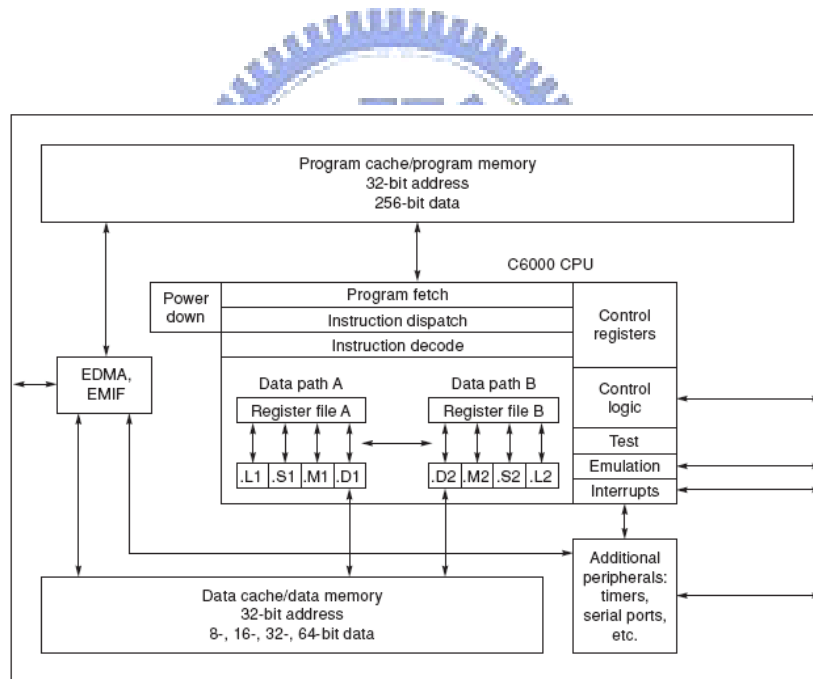 Program cache/program memory
32-bit address
256-bit data
C6000 CPU
Power
down
Program fetch
Instruction dispatch
Instruction decode
Control
registers
EDMA,
EMIF
Data path A
Data path B
Register file A
Register file B
.L1 .S1 .M1 .D1
.D2 .M2 .S2 .L2
Control
logic
Test
Emulation
Interrupts
Data cache/data memory
32-bit address
8-, 16-, 32-, 64-bit data
Additional
peripherals:
timers,
serial ports,
etc.